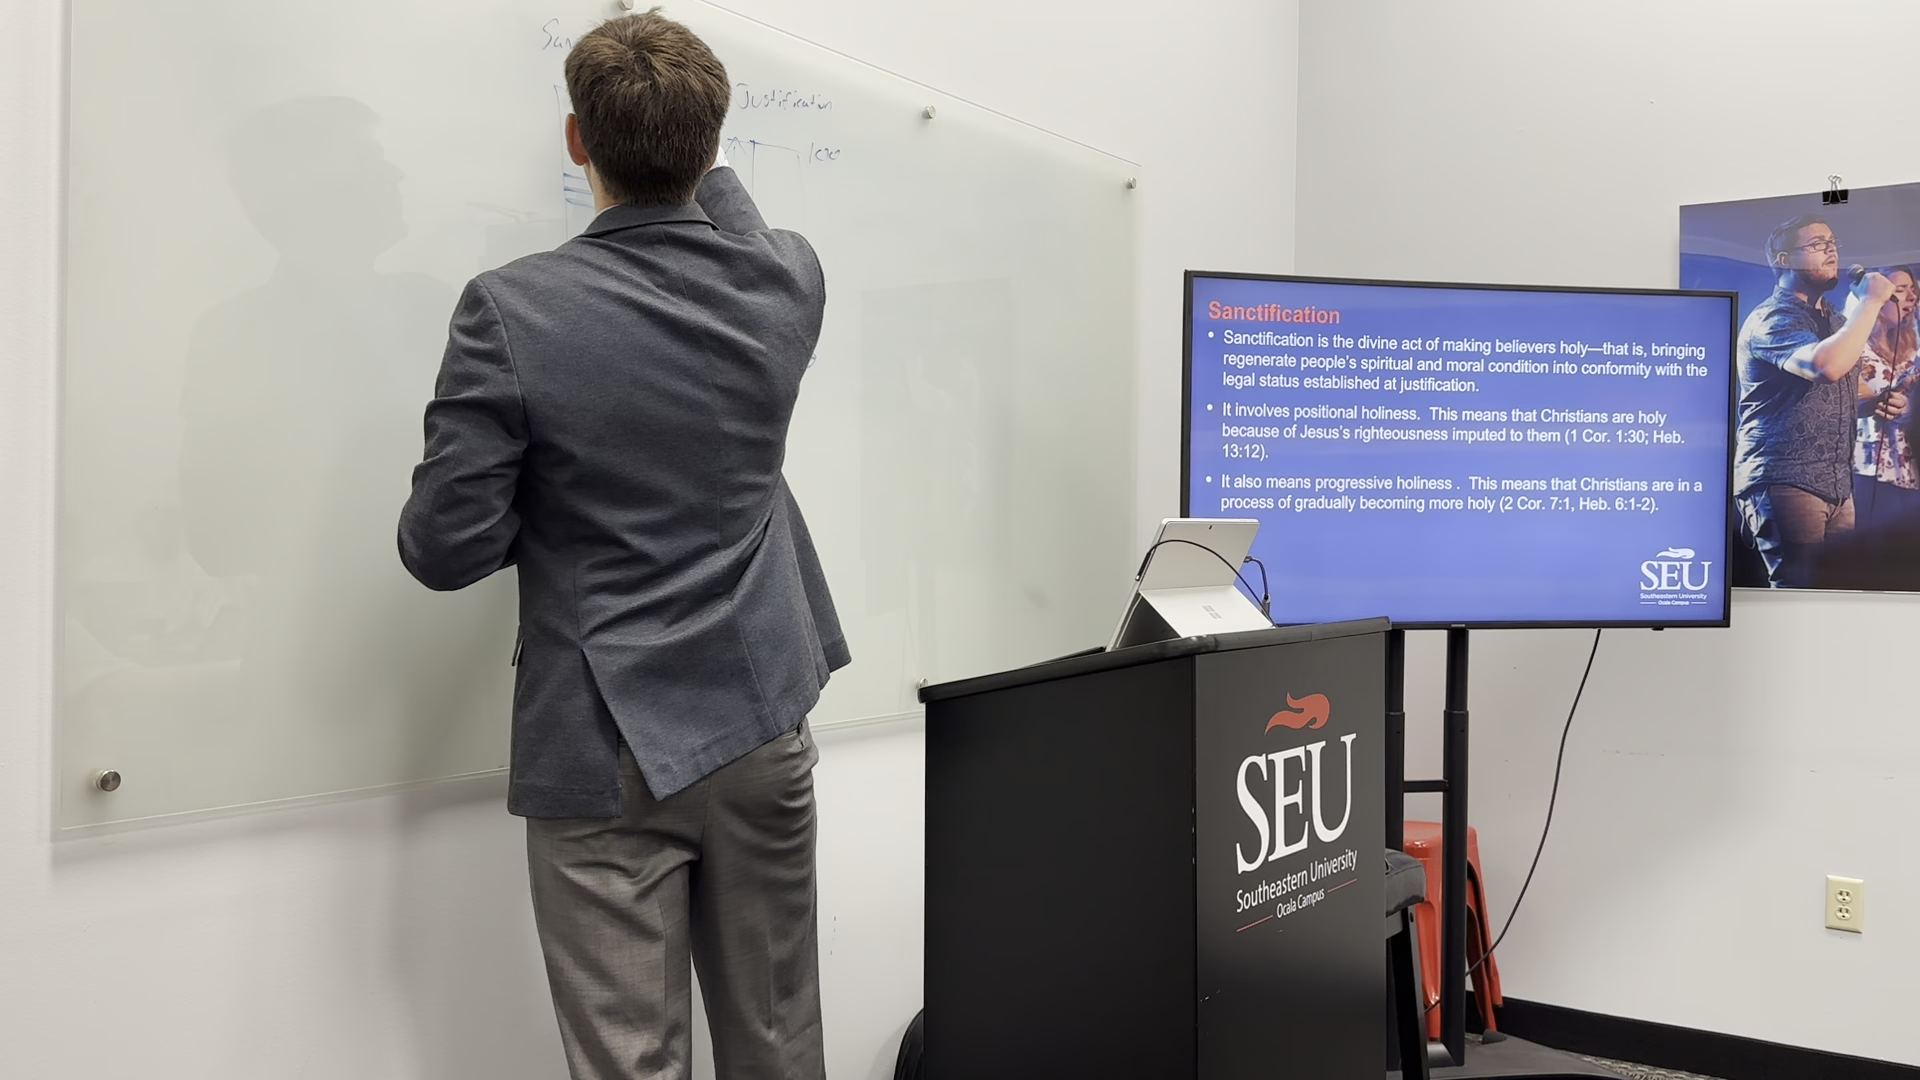 Justification
Sanctification
• Sanctification is the divine act of making believers holy—that is, bringing
regenerate people's spiritual and moral condition into conformity with the
legal status established at justification.
• It involves positional holiness. This means that Christians are holy
because of Jesus's righteousness imputed to them (1 Cor. 1:30; Heb.
13:12).
• It also means progressive holiness . This means that Christians are in a
process of gradually becoming more holy (2 Cor. 7:1, Heb. 6:1-2).
SEU
Southeastern University
Ocala Campus
SEU
Southeastern University
Ocala Campus